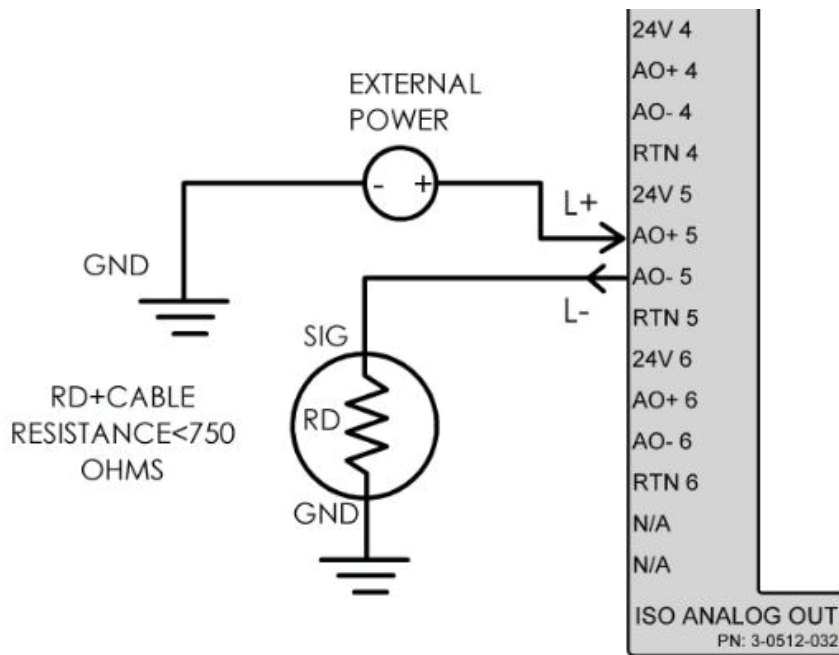 EXTERNAL
POWER
-
+
GND
L+
L-
SIG
RD
GND
RD+CABLE
RESISTANCE<750
OHMS
24V 4
AO+ 4
AO- 4
RTN 4
24V 5
AO+ 5
AO- 5
RTN 5
24V 6
AO+ 6
AO- 6
RTN 6
N/A
N/A
ISO ANALOG OUT
PN: 3-0512-032